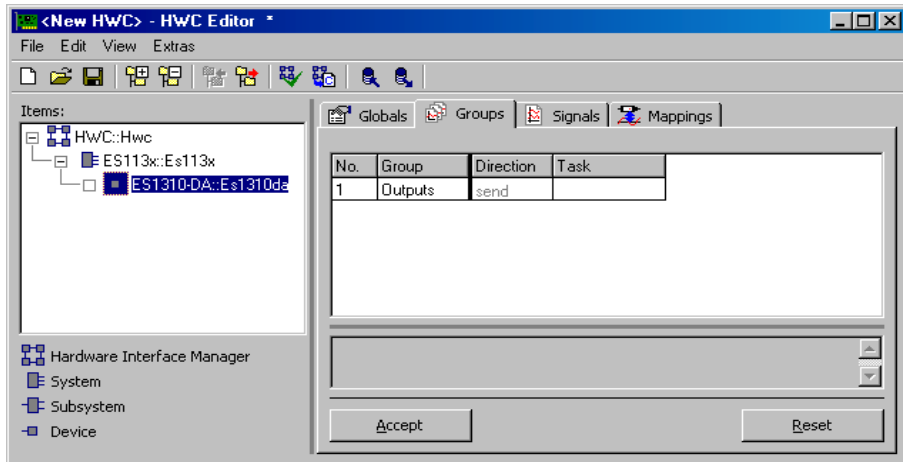 <New HWC> - HWC Editor *
File Edit View Extras
Items:
HWC::Hwc
ES113x::Es113x
ES1310-DA::Es1310da
Hardware Interface Manager
System
Subsystem
Device
Globals Groups Signals Mappings
No. Group Direction Task
1 Outputs send
Accept Reset